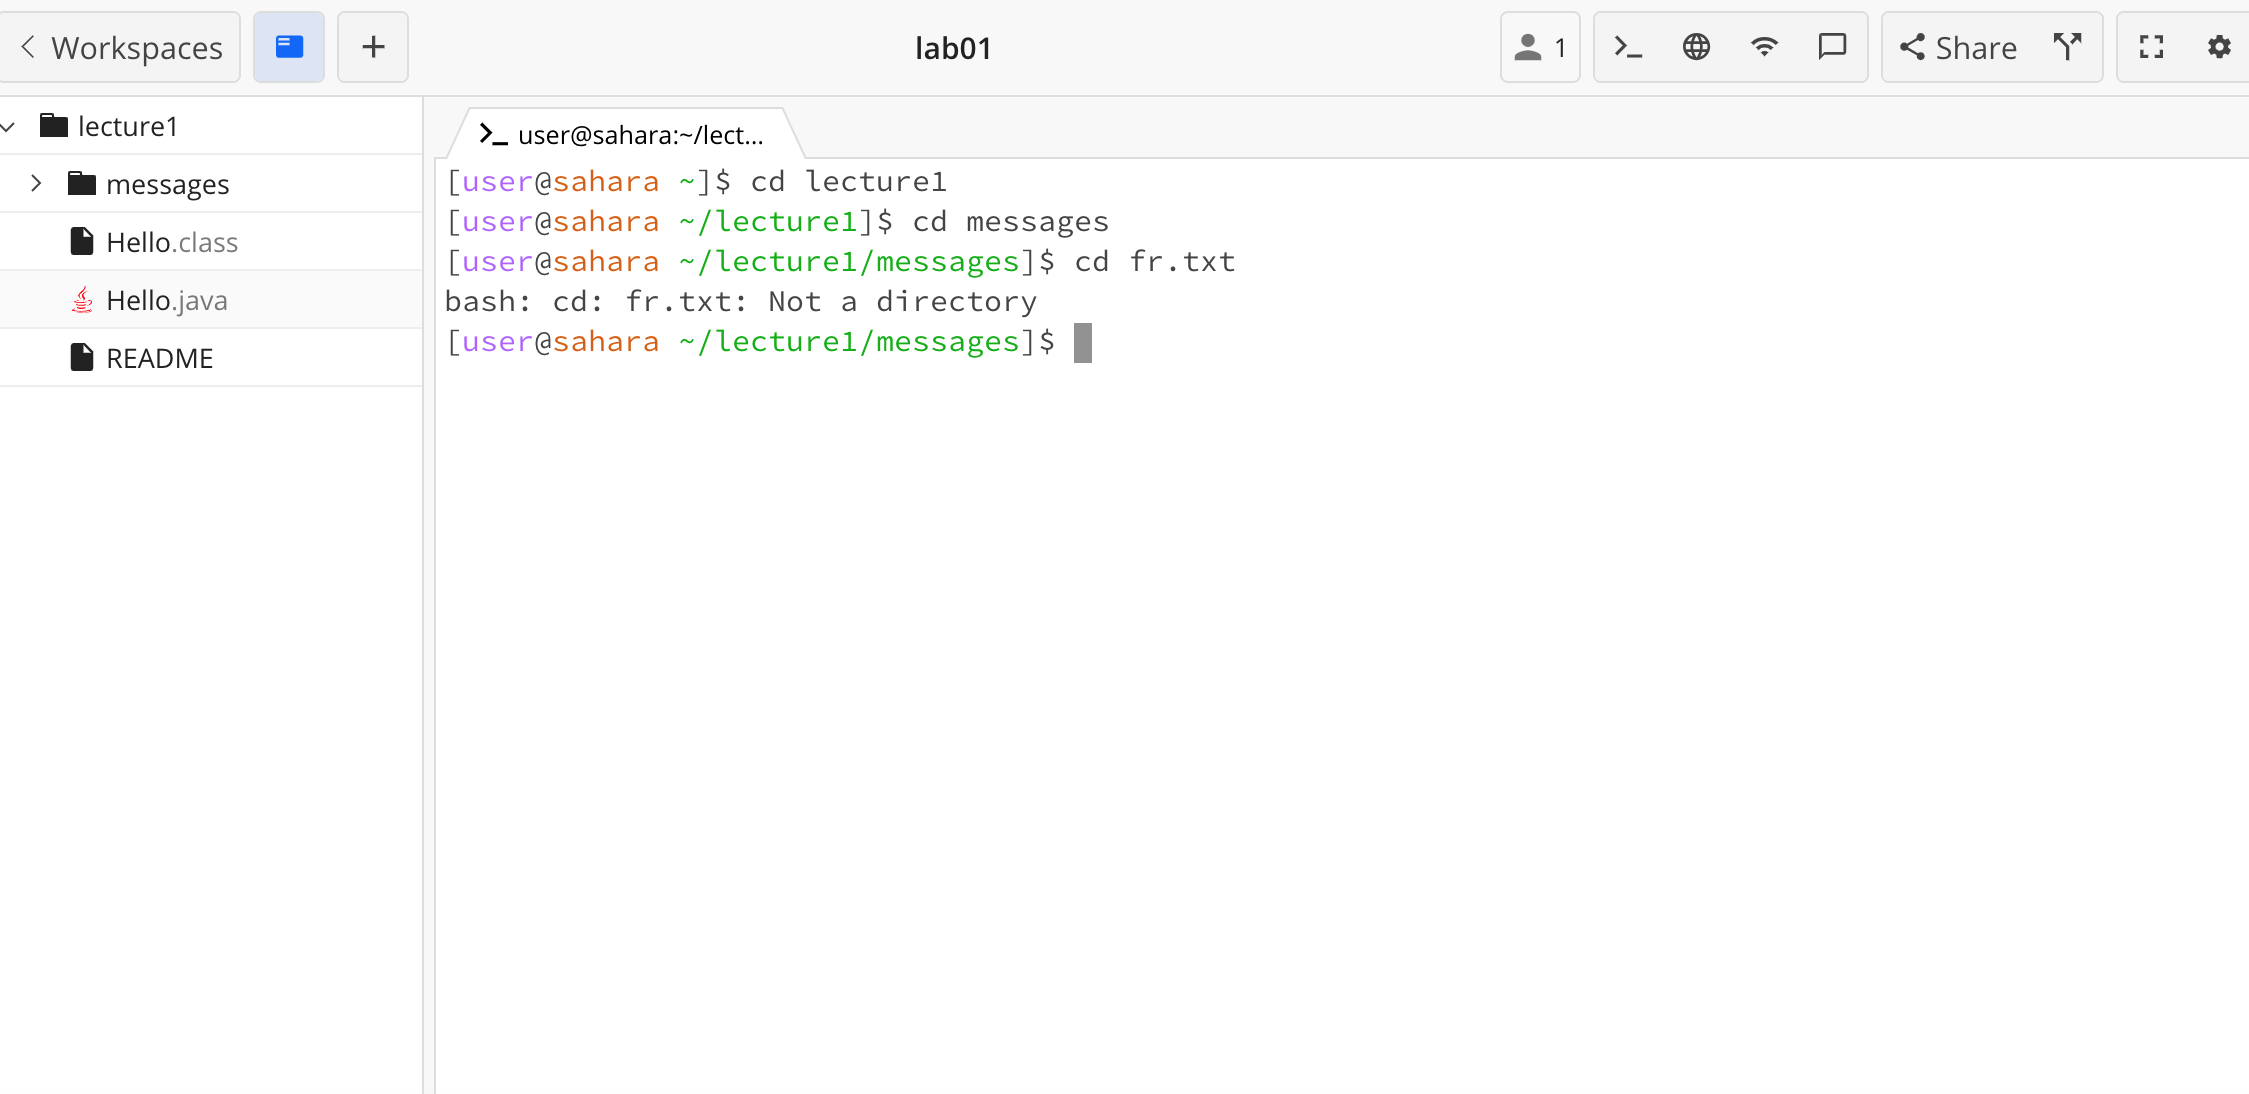 Workspaces
lab01
1
Share
lecture1
messages
Hello.class
Hello.java
README
user@sahara:~/lect...
[user@sahara ~]$ cd lecture1
[user@sahara ~/lecture1]$ cd messages
[user@sahara ~/lecture1/messages]$ cd fr.txt
bash: cd: fr.txt: Not a directory
[user@sahara ~/lecture1/messages]$